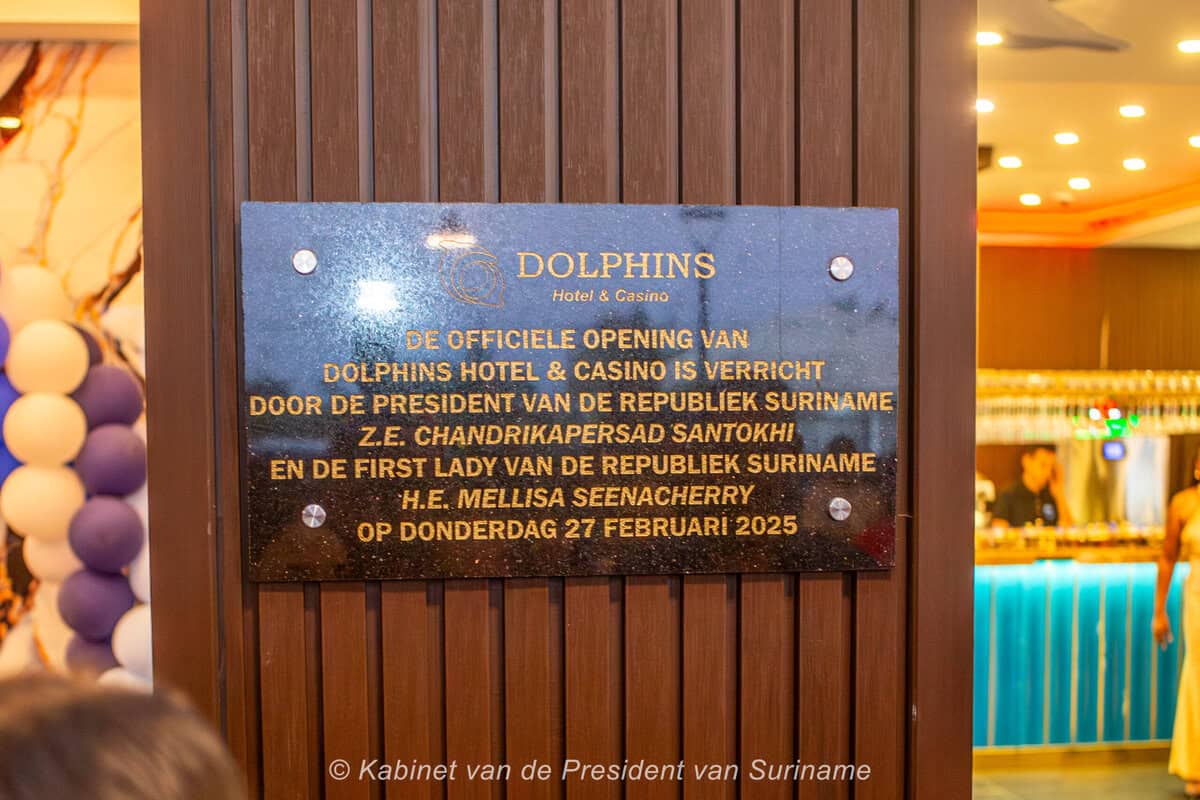 DOLPHINS
Hotel & Casino
DE OFFICIELE OPENING VAN
DOLPHINS HOTEL & CASINO IS VERRICHT
DOOR DE PRESIDENT VAN DE REPUBLIEK SURINAME
Z.E. CHANDRIKAPERSAD SANTOKHI
EN DE FIRST LADY VAN DE REPUBLIEK SURINAME
H.E. MELLISA SEENACHERRY
OP DONDERDAG 27 FEBRUARI 2025
© Kabinet van de President van Suriname